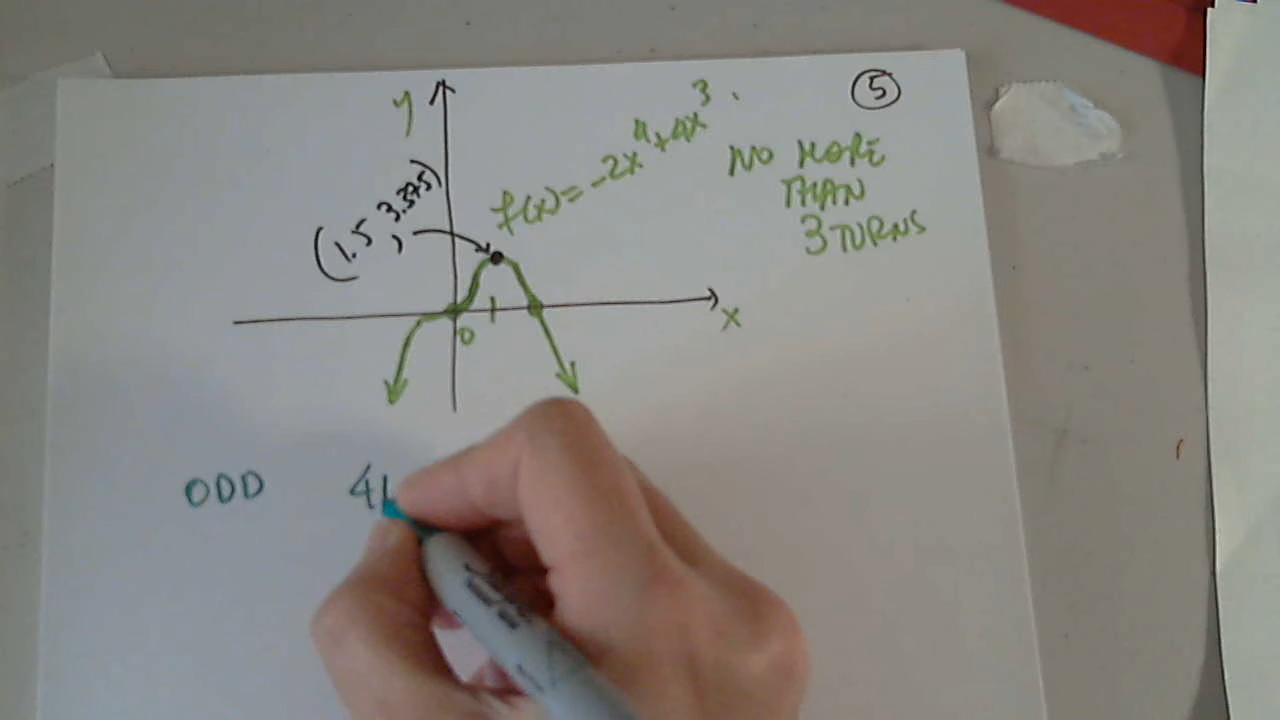 y
5
f(x) = -2x⁴+4x³.
NO MORE
THAN
3 TURNS
(1.5, 3.375)
0 1
x
ODD 4